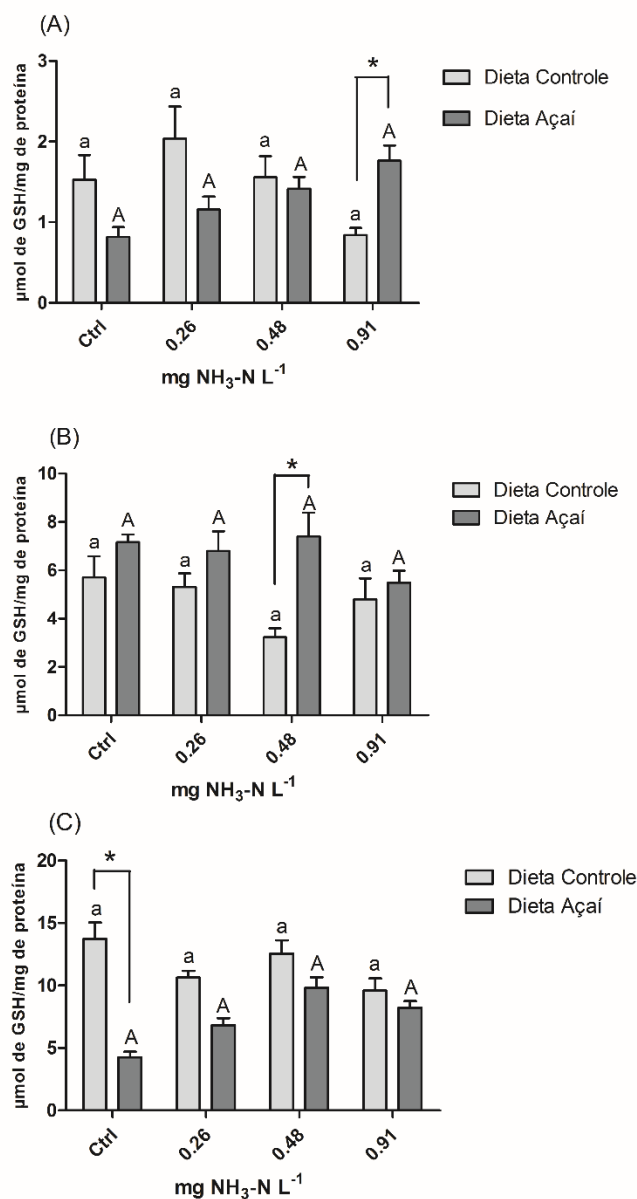 (A)
µmol de GSH/mg de proteína
3
2
1
0
a
A
a
A
a
A
a
A
*
Dieta Controle
Dieta Açaí
Ctrl
0.26
0.48
0.91
mg NH₃-N L⁻¹
(B)
µmol de GSH/mg de proteína
10
8
6
4
2
0
a
A
a
A
a
A
a
A
*
Dieta Controle
Dieta Açaí
Ctrl
0.26
0.48
0.91
mg NH₃-N L⁻¹
(C)
µmol de GSH/mg de proteína
20
15
10
5
0
a
A
a
A
a
A
a
A
*
Dieta Controle
Dieta Açaí
Ctrl
0.26
0.48
0.91
mg NH₃-N L⁻¹